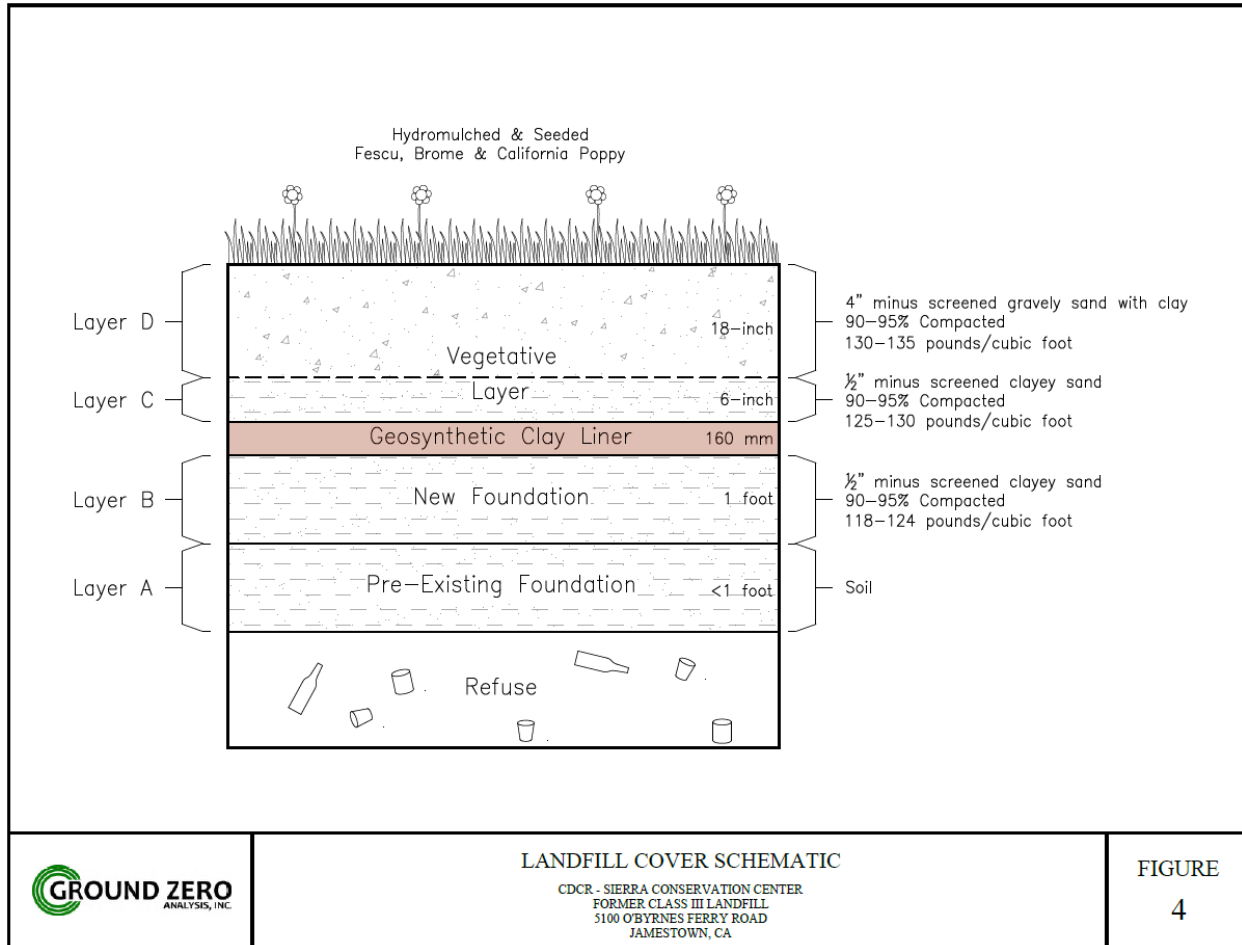 Hydromulched & Seeded
Fescu, Brome & California Poppy
Layer D
18-inch
Vegetative
4" minus screened gravely sand with clay
90-95% Compacted
130-135 pounds/cubic foot
Layer C
Layer
6-inch
½" minus screened clayey sand
90-95% Compacted
125-130 pounds/cubic foot
Geosynthetic Clay Liner
160 mm
Layer B
New Foundation
1 foot
½" minus screened clayey sand
90-95% Compacted
118-124 pounds/cubic foot
Layer A
Pre-Existing Foundation
<1 foot
Soil
Refuse
GROUND ZERO
ANALYSIS, INC.
LANDFILL COVER SCHEMATIC
CDCR - SIERRA CONSERVATION CENTER
FORMER CLASS III LANDFILL
5100 O'BYRNES FERRY ROAD
JAMESTOWN, CA
FIGURE
4